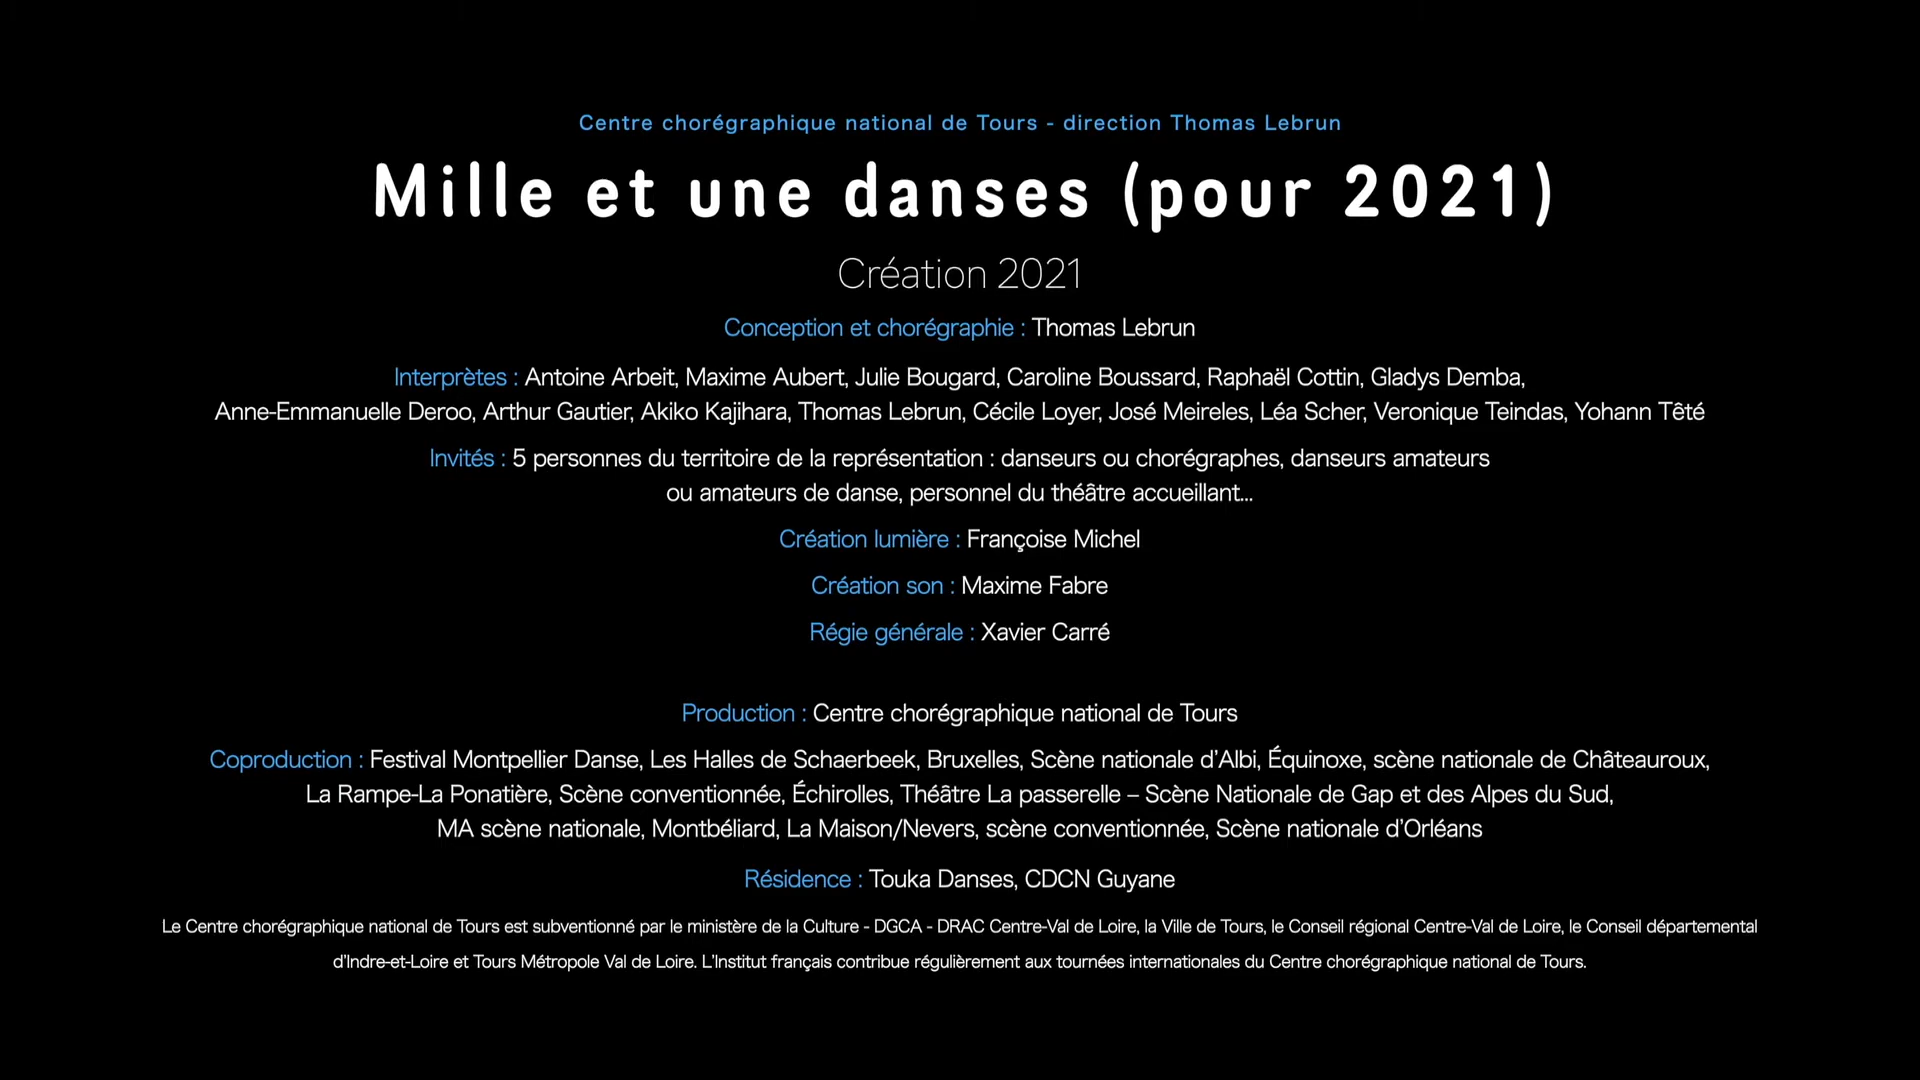 Centre chorégraphique national de Tours - direction Thomas Lebrun
Mille et une danses (pour 2021)
Création 2021
Conception et chorégraphie : Thomas Lebrun
Interprètes : Antoine Arbeit, Maxime Aubert, Julie Bougard, Caroline Boussard, Raphaël Cottin, Gladys Demba,
Anne-Emmanuelle Deroo, Arthur Gautier, Akiko Kajihara, Thomas Lebrun, Cécile Loyer, José Meireles, Léa Scher, Veronique Teindas, Yohann Têté
Invités : 5 personnes du territoire de la représentation : danseurs ou chorégraphes, danseurs amateurs
ou amateurs de danse, personnel du théâtre accueillant...
Création lumière : Françoise Michel
Création son : Maxime Fabre
Régie générale : Xavier Carré
Production : Centre chorégraphique national de Tours
Coproduction : Festival Montpellier Danse, Les Halles de Schaerbeek, Bruxelles, Scène nationale d'Albi, Équinoxe, scène nationale de Châteauroux,
La Rampe-La Ponatière, Scène conventionnée, Échirolles, Théâtre La passerelle – Scène Nationale de Gap et des Alpes du Sud,
MA scène nationale, Montbéliard, La Maison/Nevers, scène conventionnée, Scène nationale d'Orléans
Résidence : Touka Danses, CDCN Guyane
Le Centre chorégraphique national de Tours est subventionné par le ministère de la Culture - DGCA - DRAC Centre-Val de Loire, la Ville de Tours, le Conseil régional Centre-Val de Loire, le Conseil départemental
d'Indre-et-Loire et Tours Métropole Val de Loire. L'Institut français contribue régulièrement aux tournées internationales du Centre chorégraphique national de Tours.